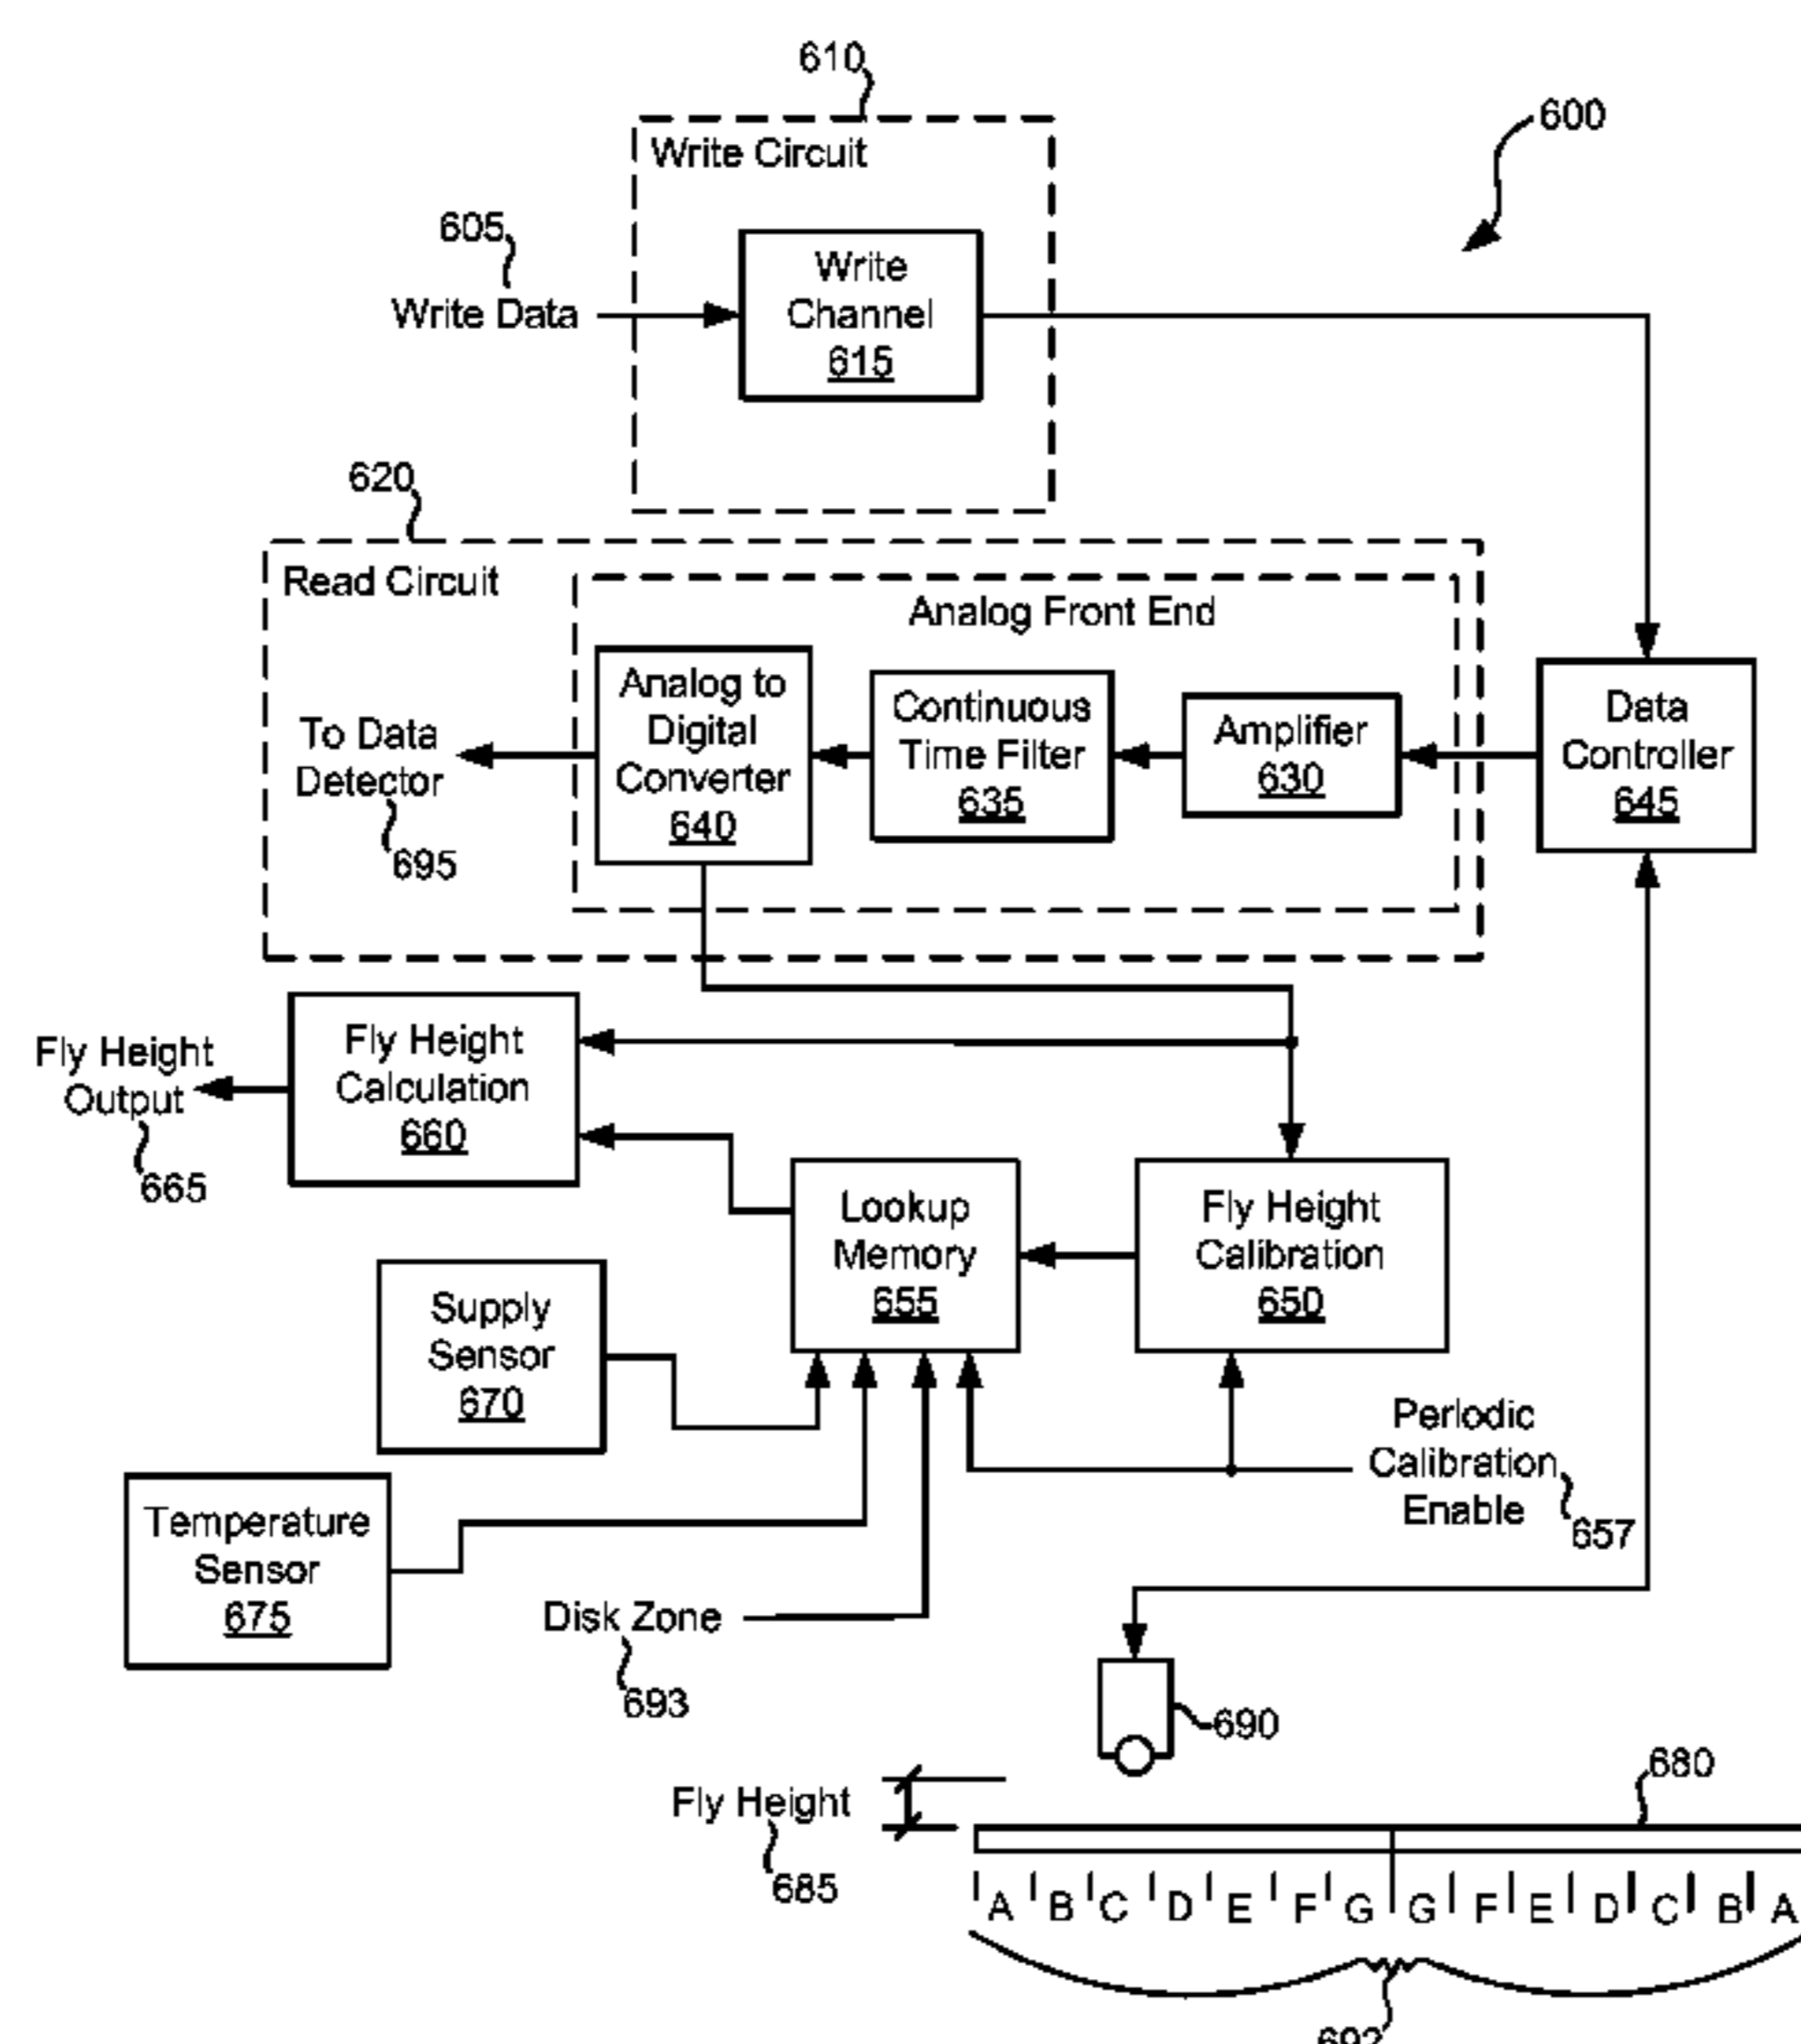 610
Write Circuit
600
605
Write Data
Write
Channel
615
620
Read Circuit
Analog Front End
Analog to
Digital
Converter
640
Continuous
Time Filter
635
Amplifier
630
Data
Controller
645
To Data
Detector
695
Fly Height
Output
665
Fly Height
Calculation
660
Lookup
Memory
655
Fly Height
Calibration
650
Supply
Sensor
670
Periodic
Calibration
Enable
657
Temperature
Sensor
675
Disk Zone
693
690
680
Fly Height
685
A B C D E F G G F E D C B A
692